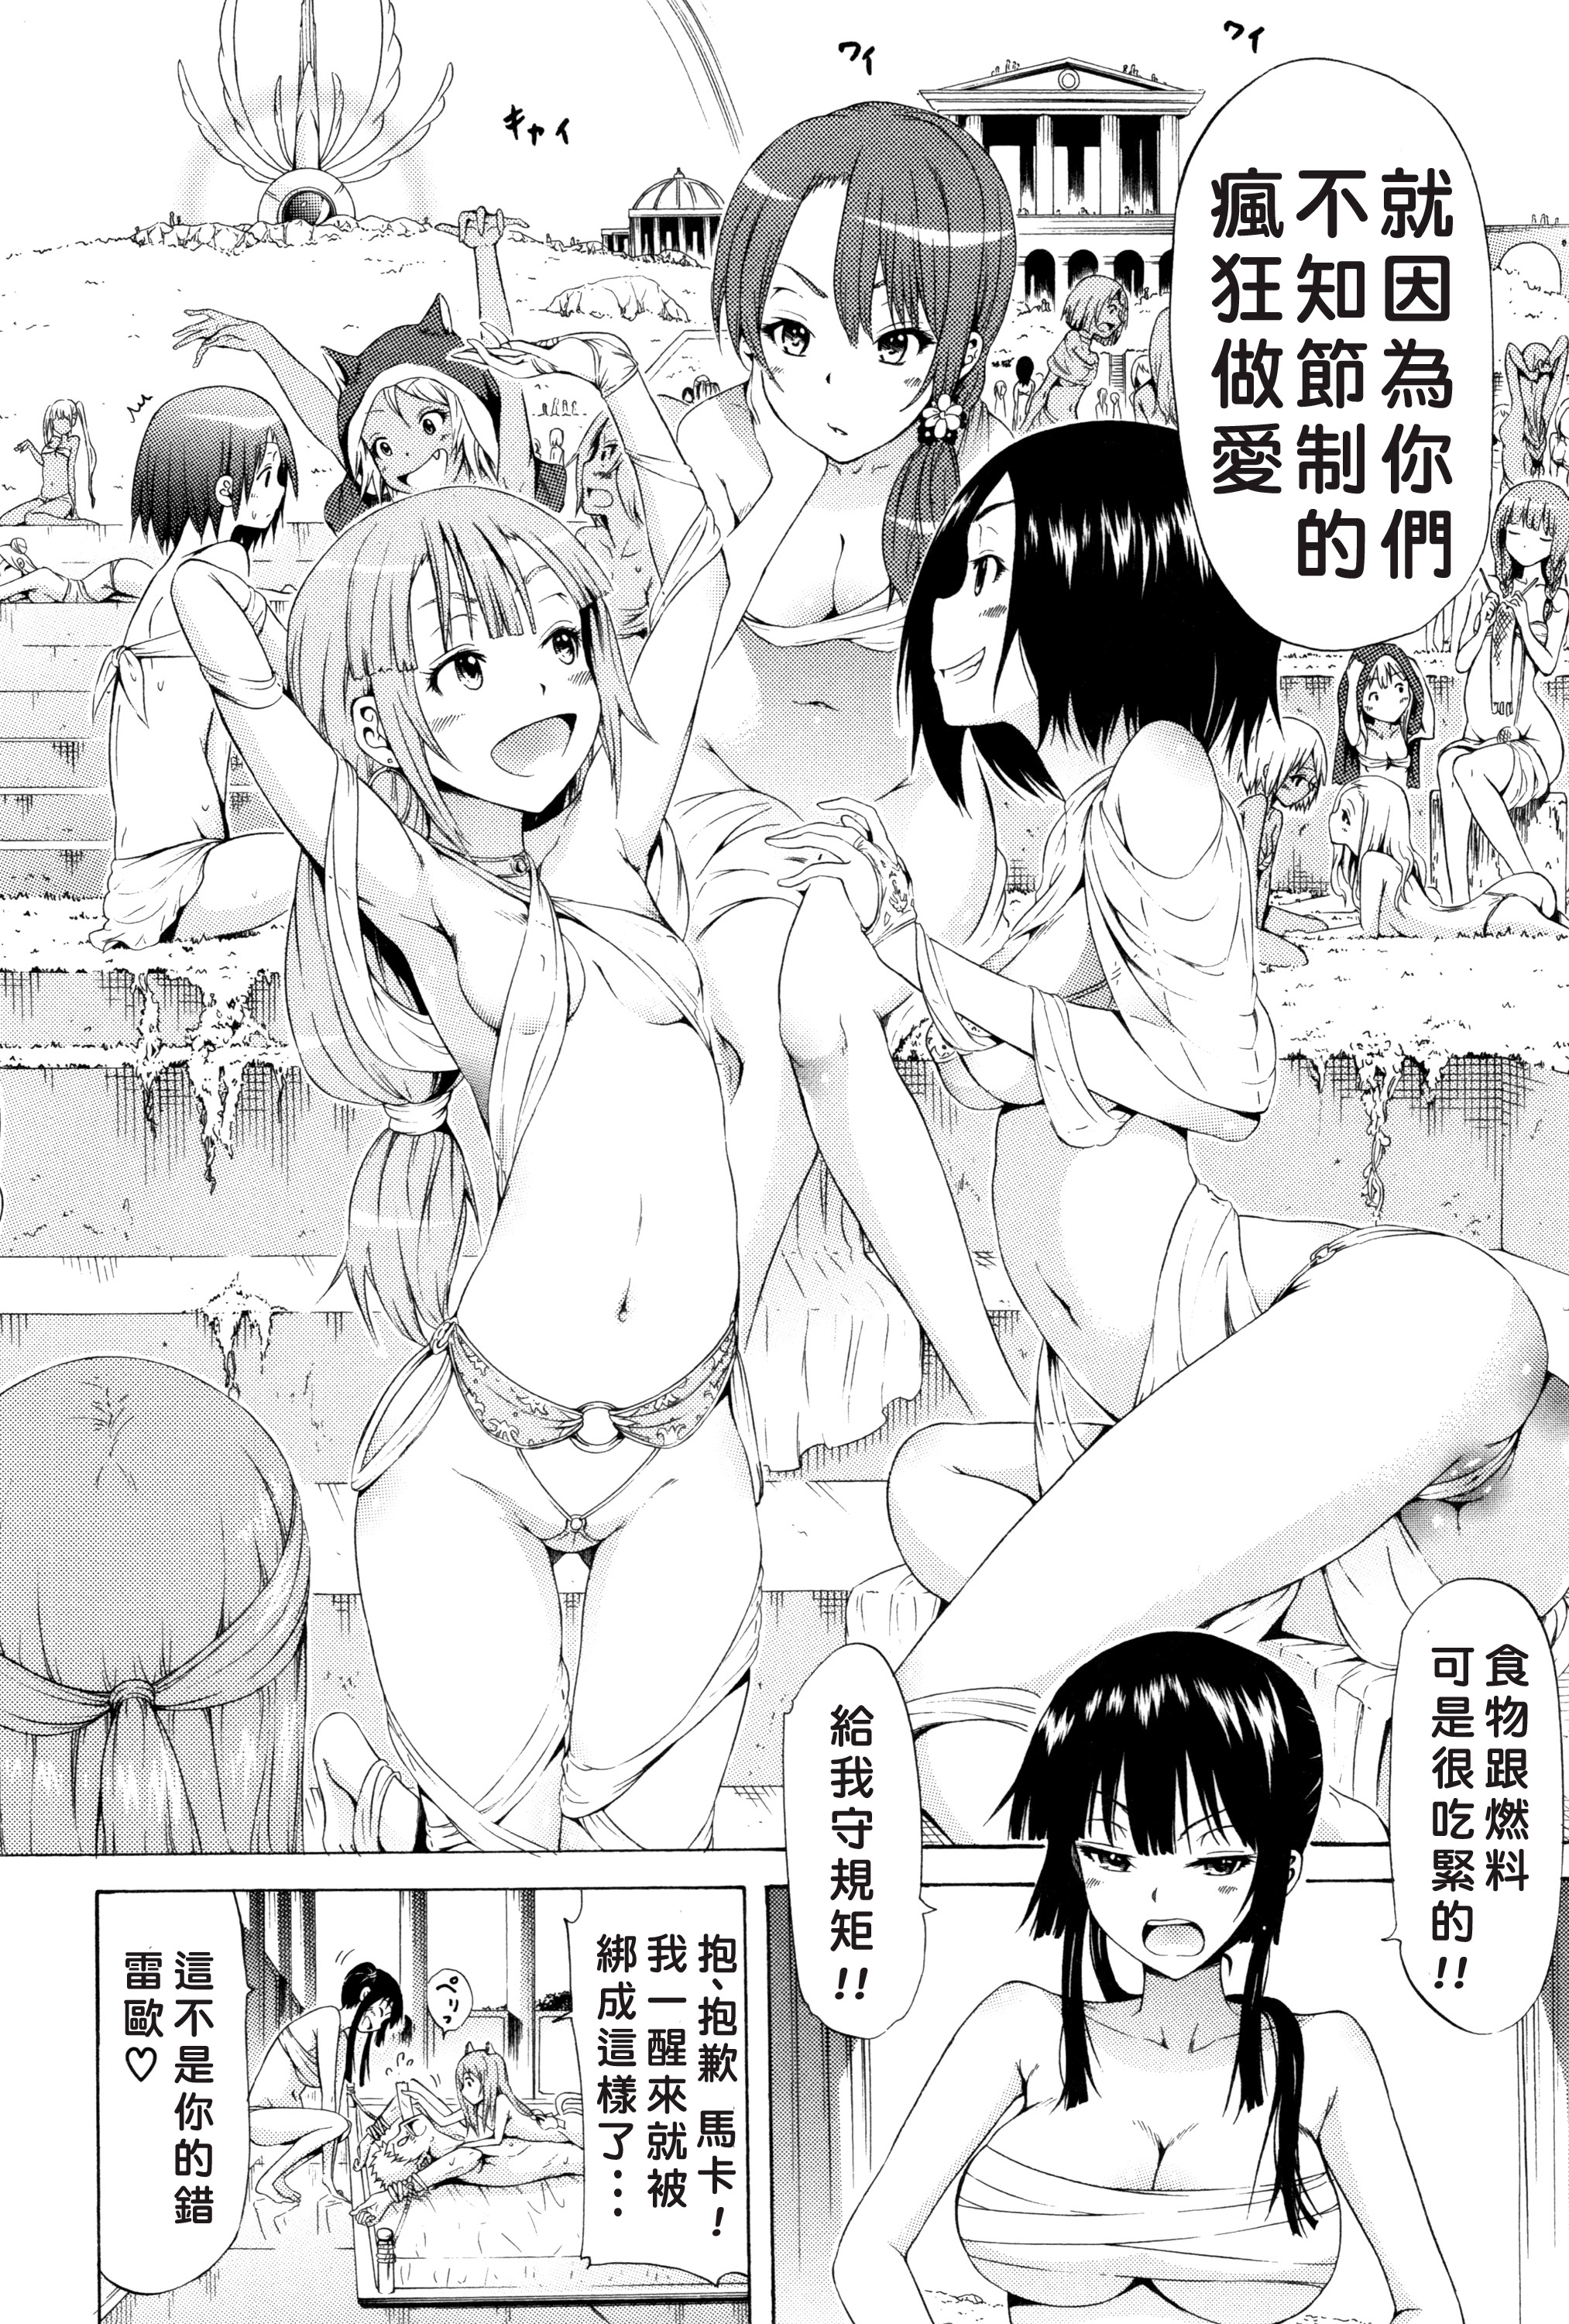 キャイ
ワイ
ワイ
就因為你們
不知節制的
瘋狂做愛
食物跟燃料
可是很吃緊的!!
給我守規矩!!
抱、抱歉 馬卡!
我一醒來就被
綁成這樣了…
ペリっ
這不是你的錯
雷歐♡